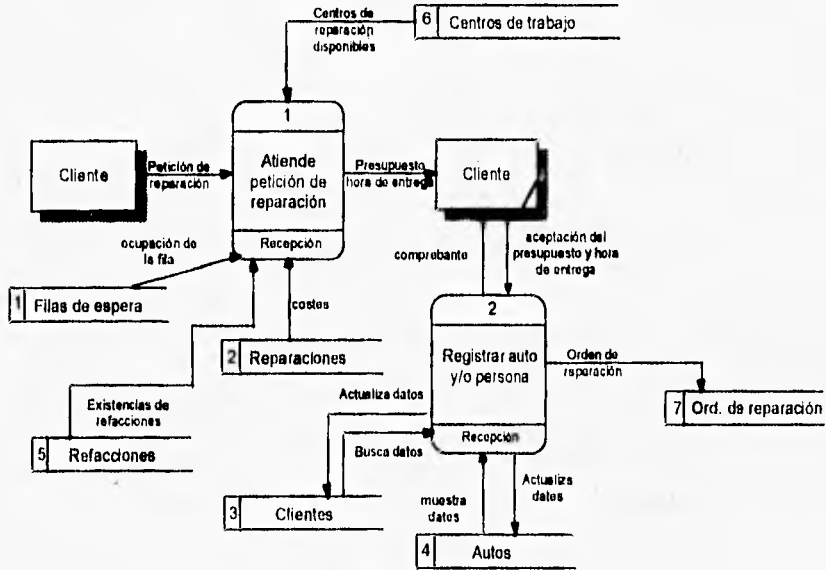 Centros de
reparación
disponibles
6 Centros de trabajo
1
Cliente
Petición de
reparación
Atiende
petición de
reparación
Recepción
Presupuesto
hora de entrega
Cliente
ocupación de
la fila
1 Filas de espera
costos
2 Reparaciones
Existencias de
refacciones
5 Refacciones
comprobante
aceptación del
presupuesto y hora
de entrega
2
Registrar auto
y/o persona
Recepción
Orden de
reparación
7 Ord. de reparación
Actualiza datos
Busca datos
3 Clientes
muestra
datos
Actualiza
datos
4 Autos